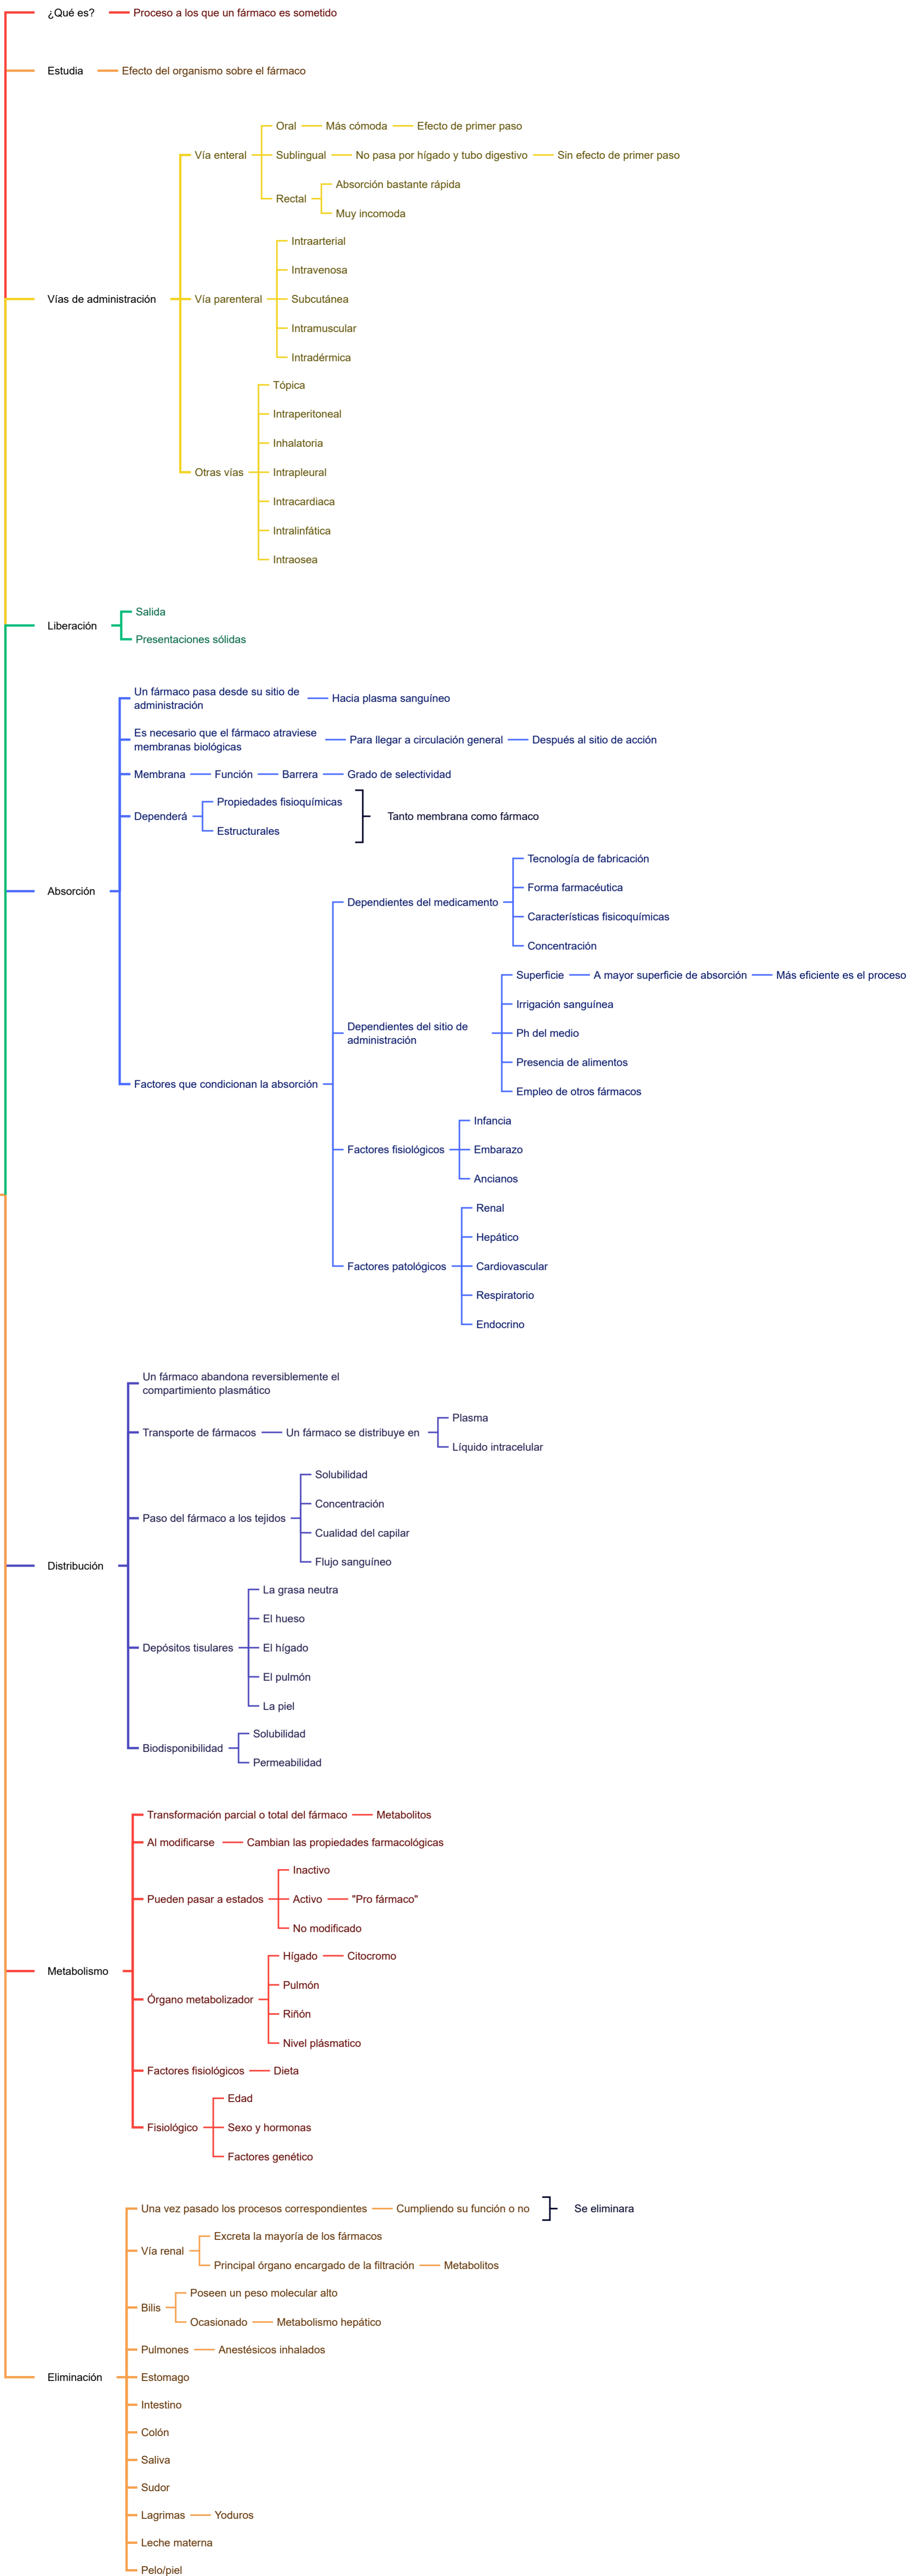 ¿Qué es?
Proceso a los que un fármaco es sometido
Estudia
Efecto del organismo sobre el fármaco
Vías de administración
Vía enteral
Oral
Más cómoda
Efecto de primer paso
Sublingual
No pasa por hígado y tubo digestivo
Sin efecto de primer paso
Rectal
Absorción bastante rápida
Muy incomoda
Vía parenteral
Intraarterial
Intravenosa
Subcutánea
Intramuscular
Intradérmica
Otras vías
Tópica
Intraperitoneal
Inhalatoria
Intrapleural
Intracardiaca
Intralinfática
Intraosea
Liberación
Salida
Presentaciones sólidas
Absorción
Un fármaco pasa desde su sitio de
administración
Hacia plasma sanguíneo
Es necesario que el fármaco atraviese
membranas biológicas
Para llegar a circulación general
Después al sitio de acción
Membrana
Función
Barrera
Grado de selectividad
Dependerá
Propiedades fisioquímicas
Estructurales
Tanto membrana como fármaco
Factores que condicionan la absorción
Dependientes del medicamento
Tecnología de fabricación
Forma farmacéutica
Características fisicoquímicas
Concentración
Dependientes del sitio de
administración
Superficie
A mayor superficie de absorción
Más eficiente es el proceso
Irrigación sanguínea
Ph del medio
Presencia de alimentos
Empleo de otros fármacos
Factores fisiológicos
Infancia
Embarazo
Ancianos
Factores patológicos
Renal
Hepático
Cardiovascular
Respiratorio
Endocrino
Distribución
Un fármaco abandona reversiblemente el
compartimiento plasmático
Transporte de fármacos
Un fármaco se distribuye en
Plasma
Líquido intracelular
Paso del fármaco a los tejidos
Solubilidad
Concentración
Cualidad del capilar
Flujo sanguíneo
Depósitos tisulares
La grasa neutra
El hueso
El hígado
El pulmón
La piel
Biodisponibilidad
Solubilidad
Permeabilidad
Metabolismo
Transformación parcial o total del fármaco
Metabolitos
Al modificarse
Cambian las propiedades farmacológicas
Pueden pasar a estados
Inactivo
Activo
"Pro fármaco"
No modificado
Órgano metabolizador
Hígado
Citocromo
Pulmón
Riñón
Nivel plásmatico
Factores fisiológicos
Dieta
Fisiológico
Edad
Sexo y hormonas
Factores genético
Eliminación
Una vez pasado los procesos correspondientes
Cumpliendo su función o no
Se eliminara
Vía renal
Excreta la mayoría de los fármacos
Principal órgano encargado de la filtración
Metabolitos
Bilis
Poseen un peso molecular alto
Ocasionado
Metabolismo hepático
Pulmones
Anestésicos inhalados
Estomago
Intestino
Colón
Saliva
Sudor
Lagrimas
Yoduros
Leche materna
Pelo/piel